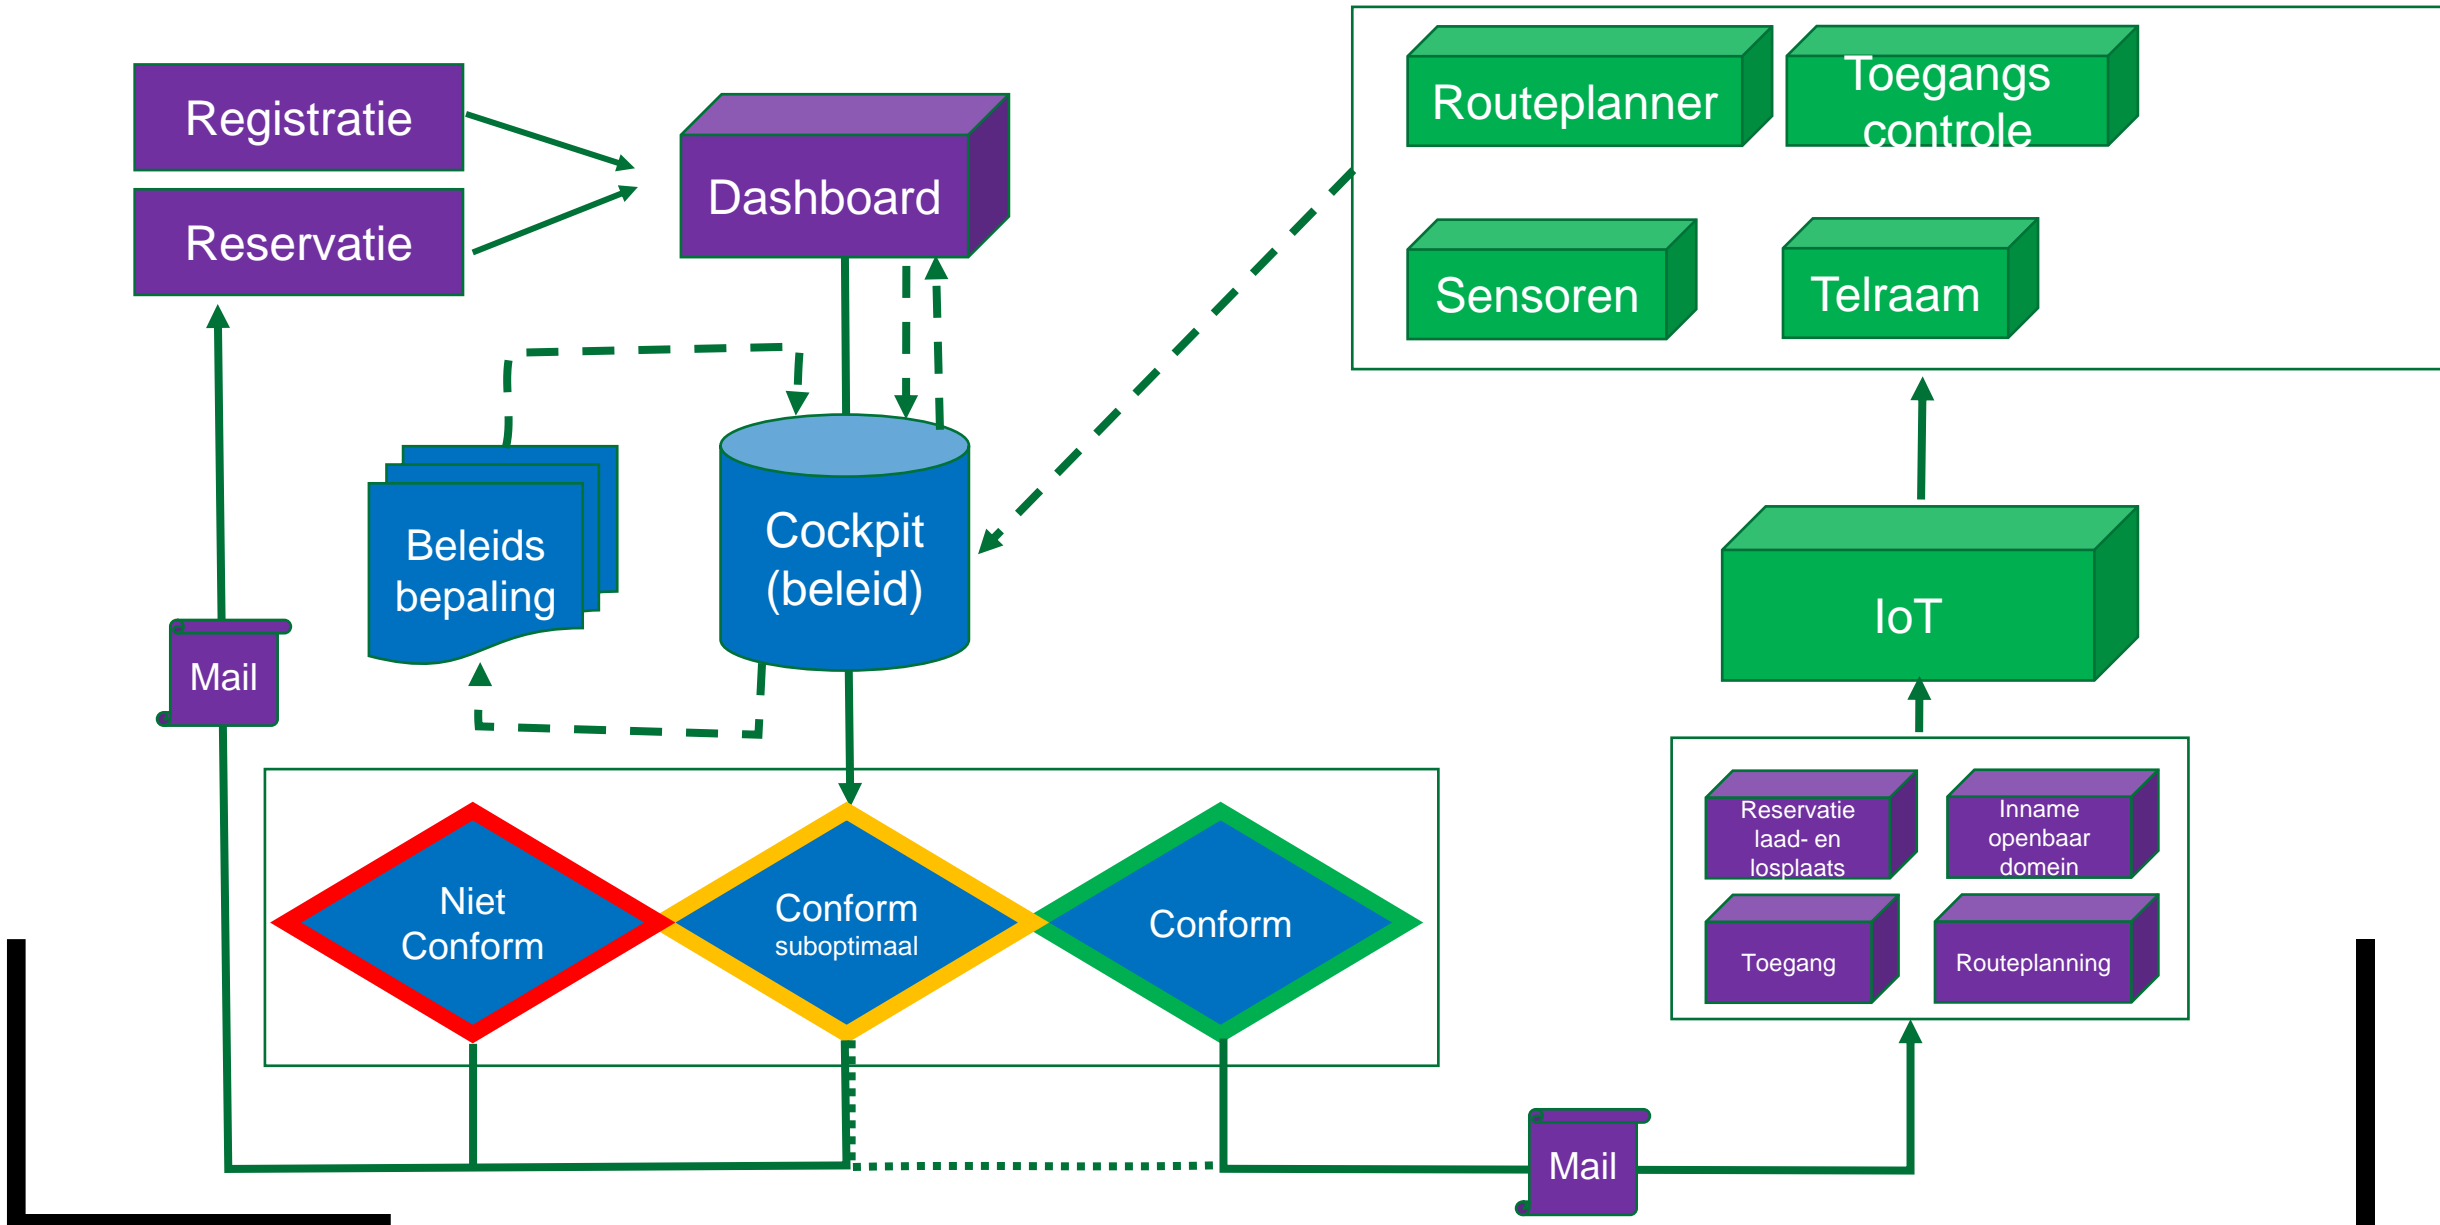 Registratie
Reservatie
Dashboard
Routeplanner
Toegangs
controle
Sensoren
Telraam
Beleids
bepaling
Cockpit
(beleid)
IoT
Mail
Niet
Conform
Conform
suboptimaal
Conform
Reservatie
laad- en
losplaats
Inname
openbaar
domein
Toegang
Routeplanning
Mail